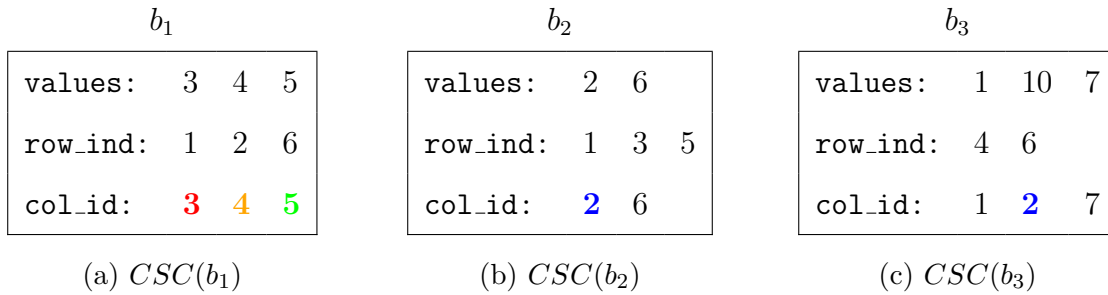 b₁
values: 3 4 5
row_ind: 1 2 6
col_id: 3 4 5
(a) CSC(b₁)
b₂
values: 2 6
row_ind: 1 3 5
col_id: 2 6
(b) CSC(b₂)
b₃
values: 1 10 7
row_ind: 4 6
col_id: 1 2 7
(c) CSC(b₃)